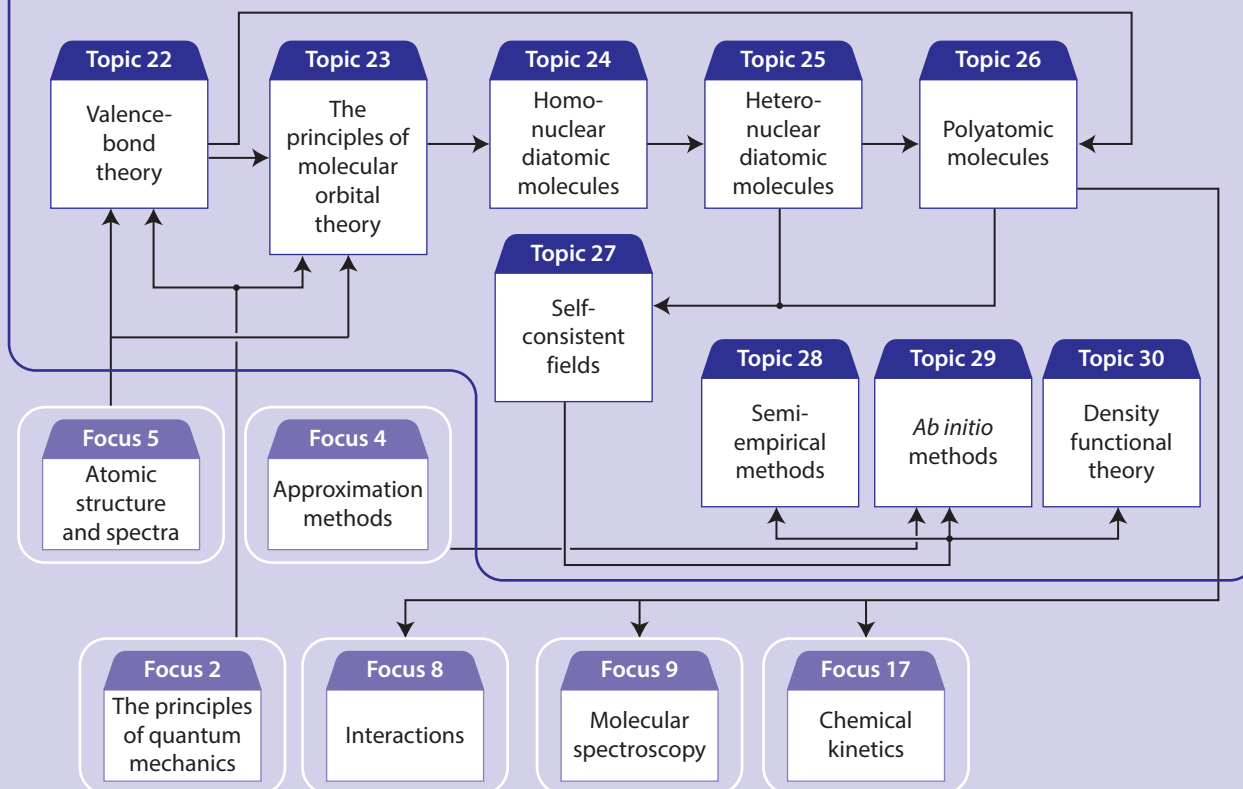 Topic 22
Valence-
bond
theory
Topic 23
The
principles of
molecular
orbital
theory
Topic 24
Homo-
nuclear
diatomic
molecules
Topic 25
Hetero-
nuclear
diatomic
molecules
Topic 26
Polyatomic
molecules
Topic 27
Self-
consistent
fields
Topic 28
Semi-
empirical
methods
Topic 29
Ab initio
methods
Topic 30
Density
functional
theory
Focus 5
Atomic
structure
and spectra
Focus 4
Approximation
methods
Focus 2
The principles
of quantum
mechanics
Focus 8
Interactions
Focus 9
Molecular
spectroscopy
Focus 17
Chemical
kinetics